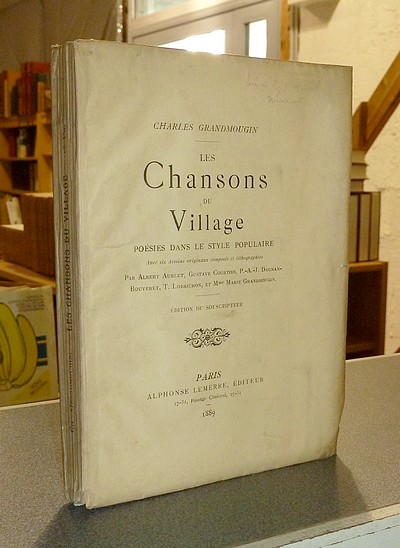 CHARLES GRANDMOUGIN
LES
Chansons
DU
Village
POÉSIES DANS LE STYLE POPULAIRE
Avec six dessins originaux composés et lithographiés
PAR ALBERT AUBLET, GUSTAVE COURTOIS, P.-A.-J. DAGNAN-
BOUVERET, T. LOBRICHON, ET Mme MARIE GRANDMOUGIN.
ÉDITION DU SOUSCRIPTEUR
PARIS
ALPHONSE LEMERRE, ÉDITEUR
27-31, Passage Choiseul, 27-31
1889
LES CHANSONS DU VILLAGE